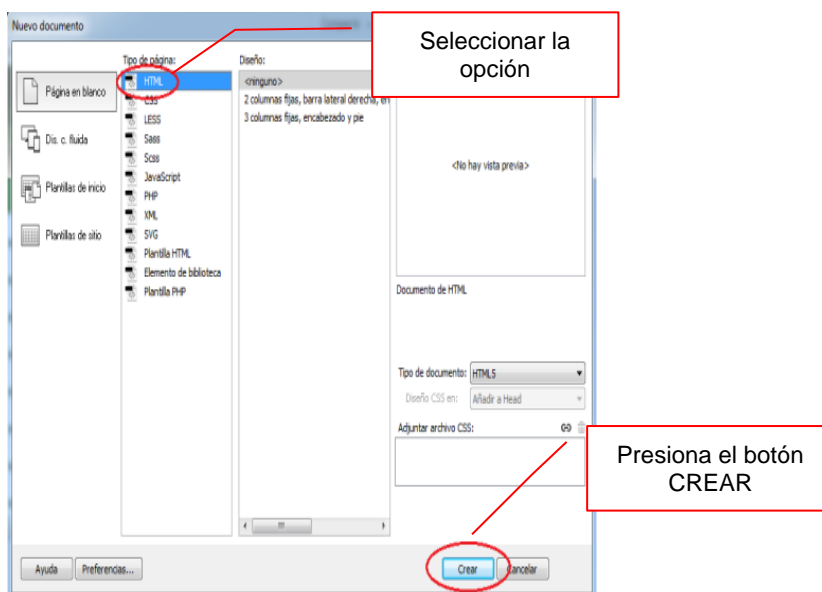 Nuevo documento
Seleccionar la
opción
Tipo de página:
Diseño:
Página en blanco
Dis. c. fluida
Plantillas de inicio
Plantillas de sitio
HTML
CSS
LESS
Sass
Scss
JavaScript
PHP
XML
SVG
Plantilla HTML
Elemento de biblioteca
Plantilla PHP
<ninguno>
2 columnas fijas, barra lateral derecha, en
3 columnas fijas, encabezado y pie
<No hay vista previa>
Documento de HTML
Tipo de documento: HTML5
Diseño CSS en: Añadir a Head
Adjuntar archivo CSS:
Presiona el botón
CREAR
Ayuda
Preferencias...
Crear
Cancelar